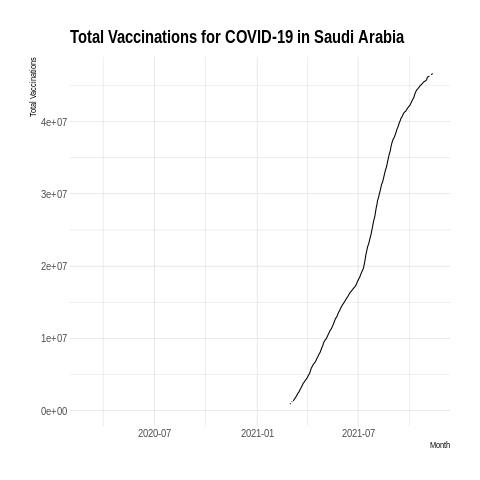 Total Vaccinations for COVID-19 in Saudi Arabia
Total Vaccinations
4e+07
3e+07
2e+07
1e+07
0e+00
2020-07
2021-01
2021-07
Month